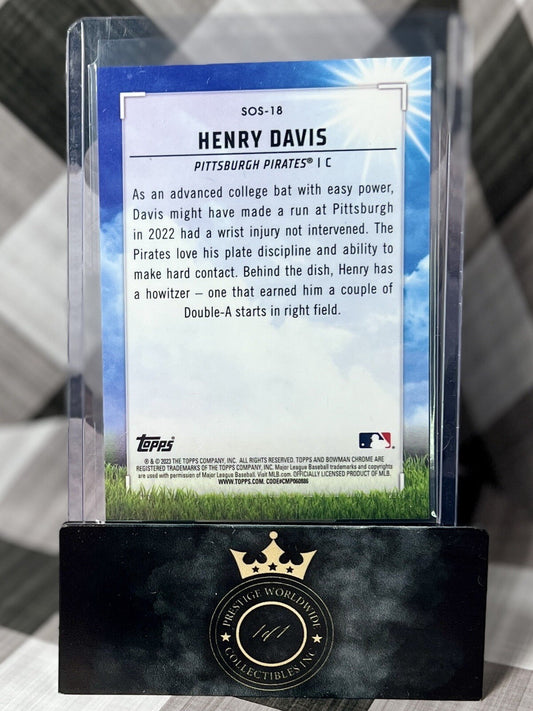 SOS-18
HENRY DAVIS
PITTSBURGH PIRATES® | C
As an advanced college bat with easy power,
Davis might have made a run at Pittsburgh
in 2022 had a wrist injury not intervened. The
Pirates love his plate discipline and ability to
make hard contact. Behind the dish, Henry has
a howitzer – one that earned him a couple of
Double-A starts in right field.
topps
® & © 2023 THE TOPPS COMPANY, INC. ALL RIGHTS RESERVED. TOPPS AND BOWMAN CHROME ARE
REGISTERED TRADEMARKS OF THE TOPPS COMPANY, INC. Major League Baseball trademarks and copyrights
are used with permission of Major League Baseball. Visit MLB.com. OFFICIALLY LICENSED PRODUCT OF MLB.
WWW.TOPPS.COM. CODE#CMP060886
PRESTIGE WORLDWIDE
1 of 1
COLLECTIBLES INC